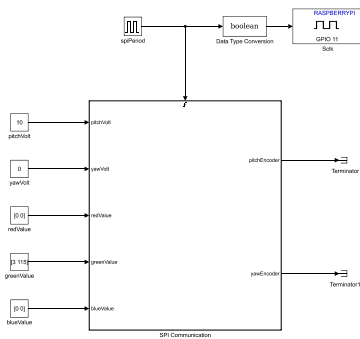 RASPBERRYPI
boolean
GPIO 11
spiPeriod
Data Type Conversion
Sclk
10
pitchVolt
pitchVolt
pitchEncoder
Terminator
0
yawVolt
yawVolt
[0 0]
redValue
redValue
[3 115]
greenValue
greenValue
yawEncoder
Terminator1
[0 0]
blueValue
blueValue
SPI Communication